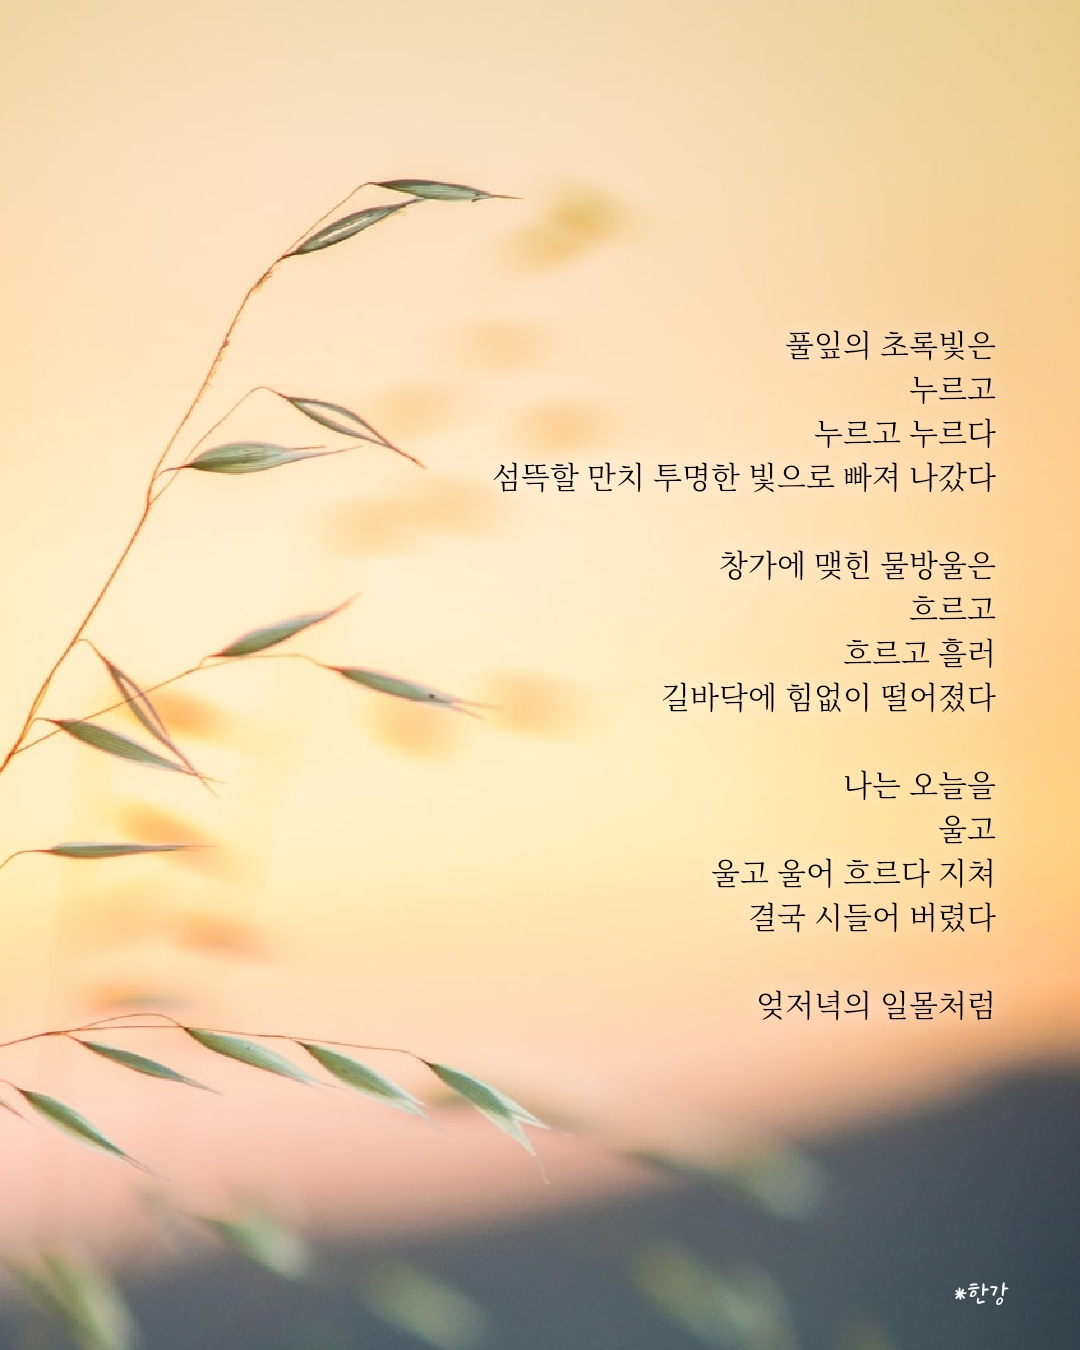 풀잎의 초록빛은
누르고
누르고 누르다
섬뜩할 만치 투명한 빛으로 빠져 나갔다
창가에 맺힌 물방울은
흐르고
흐르고 흘러
길바닥에 힘없이 떨어졌다
나는 오늘을
울고
울고 울어 흐르다 지쳐
결국 시들어 버렸다
엊저녁의 일몰처럼
*한강